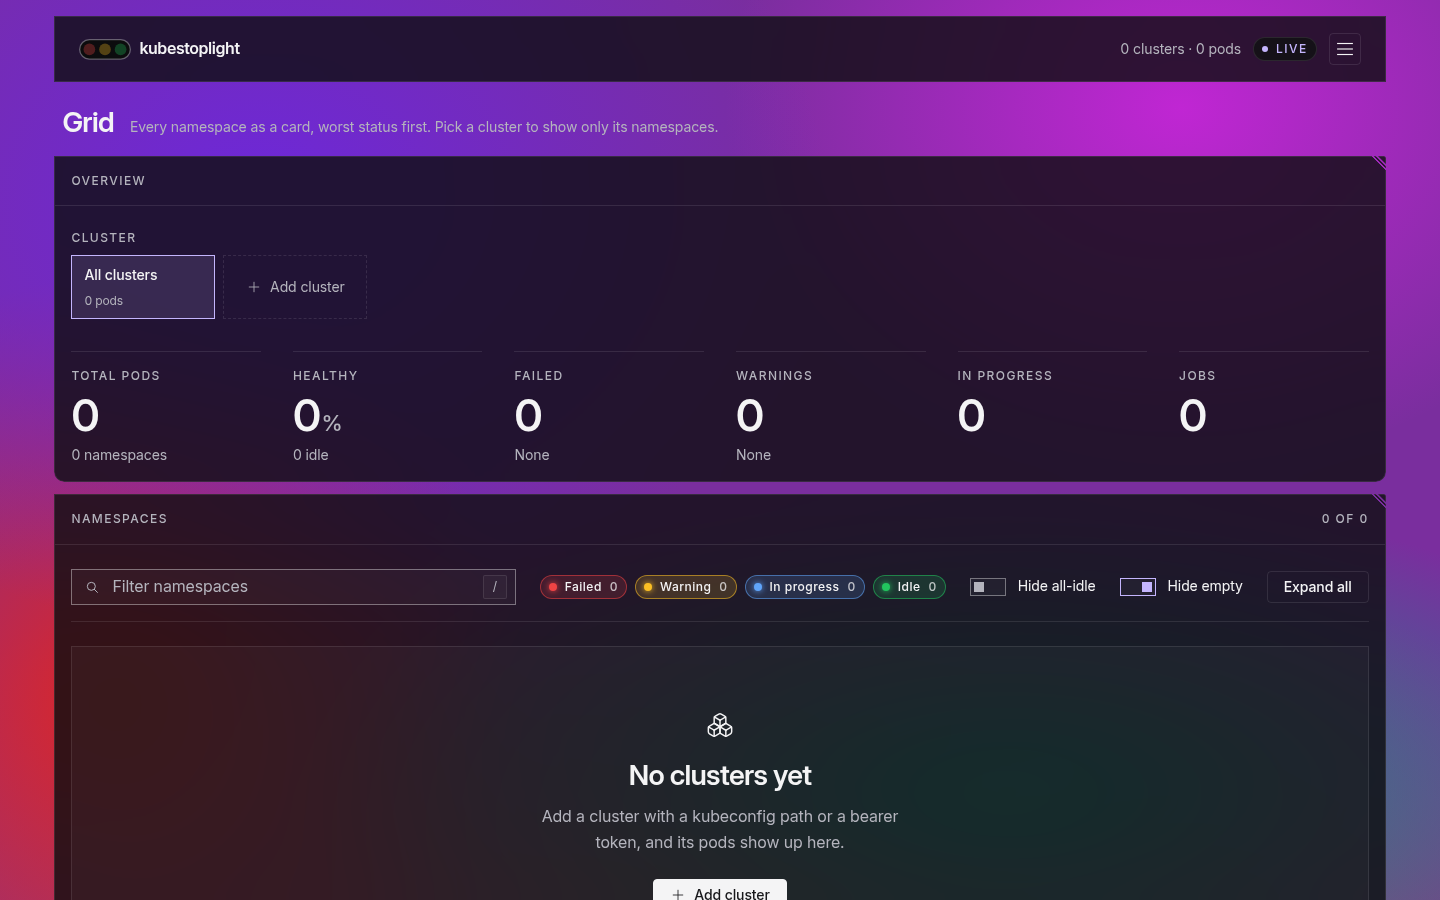 kubestoplight
0 clusters · 0 pods
LIVE
Grid
Every namespace as a card, worst status first. Pick a cluster to show only its namespaces.
OVERVIEW
CLUSTER
All clusters
0 pods
Add cluster
TOTAL PODS
0
0 namespaces
HEALTHY
0%
0 idle
FAILED
0
None
WARNINGS
0
None
IN PROGRESS
0
JOBS
0
NAMESPACES
0 OF 0
Filter namespaces
/
Failed 0
Warning 0
In progress 0
Idle 0
Hide all-idle
Hide empty
Expand all
No clusters yet
Add a cluster with a kubeconfig path or a bearer
token, and its pods show up here.
Add cluster